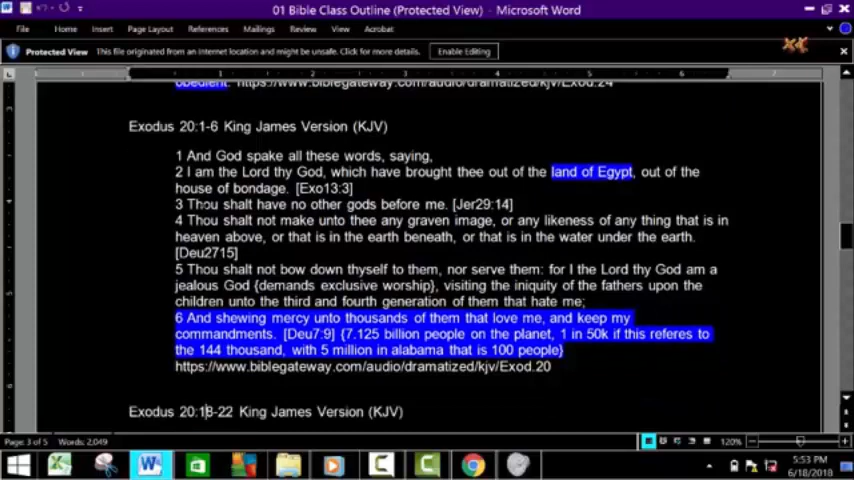 01 Bible Class Outline (Protected View) - Microsoft Word
File Home Insert Page Layout References Mailings Review View Acrobat
Protected View This file originated from an Internet location and might be unsafe. Click for more details. Enable Editing
1 2 3 4 5 6 7
obedient. https://www.biblegateway.com/audio/dramatized/kjv/Exod.24
Exodus 20:1-6 King James Version (KJV)
1 And God spake all these words, saying,
2 I am the Lord thy God, which have brought thee out of the land of Egypt, out of the
house of bondage. [Exo13:3]
3 Thou shalt have no other gods before me. [Jer29:14]
4 Thou shalt not make unto thee any graven image, or any likeness of any thing that is in
heaven above, or that is in the earth beneath, or that is in the water under the earth.
[Deu2715]
5 Thou shalt not bow down thyself to them, nor serve them: for I the Lord thy God am a
jealous God {demands exclusive worship}, visiting the iniquity of the fathers upon the
children unto the third and fourth generation of them that hate me;
6 And shewing mercy unto thousands of them that love me, and keep my
commandments. [Deu7:9] {7.125 billion people on the planet, 1 in 50k if this referes to
the 144 thousand, with 5 million in alabama that is 100 people}
https://www.biblegateway.com/audio/dramatized/kjv/Exod.20
Exodus 20:18-22 King James Version (KJV)
Page: 3 of 5 Words: 2,049 120%
5:53 PM
6/18/2018